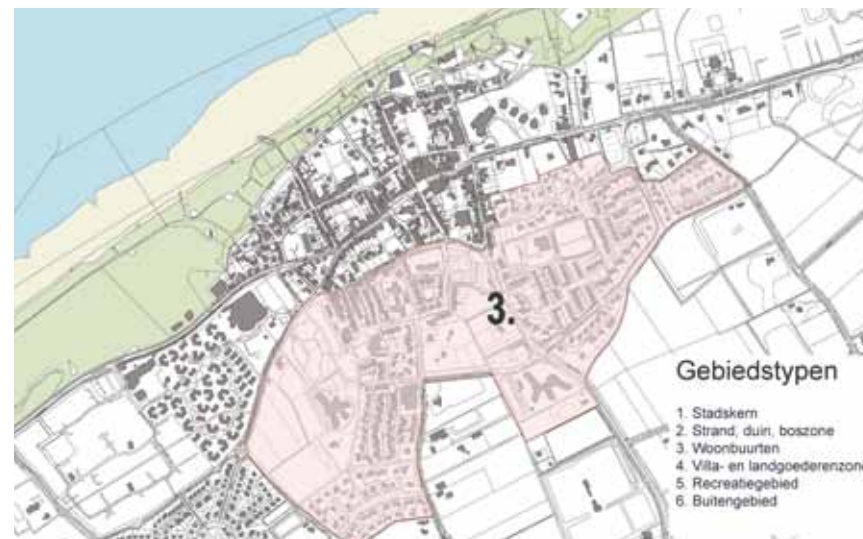 3.
Gebiedstypen
1. Stadskern
2. Strand, duin, boszone
3. Woonbuurten
4. Villa- en landgoederenzone
5. Recreatiegebied
6. Buitengebied